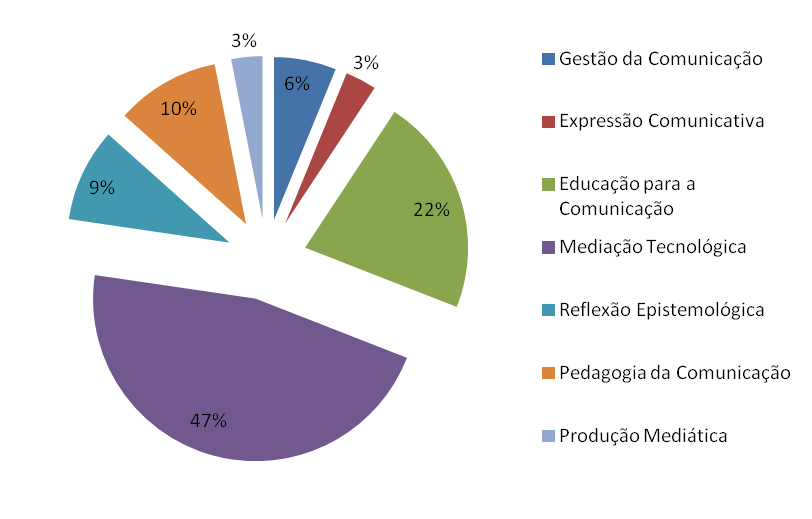 3%
6%
3%
10%
9%
22%
47%
Gestão da Comunicação
Expressão Comunicativa
Educação para a
Comunicação
Mediação Tecnológica
Reflexão Epistemológica
Pedagogia da Comunicação
Produção Mediática